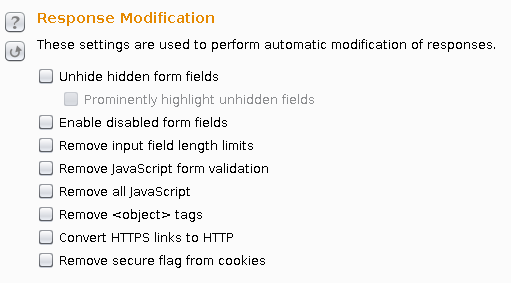 Response Modification
?
These settings are used to perform automatic modification of responses.
Unhide hidden form fields
Prominently highlight unhidden fields
Enable disabled form fields
Remove input field length limits
Remove JavaScript form validation
Remove all JavaScript
Remove <object> tags
Convert HTTPS links to HTTP
Remove secure flag from cookies